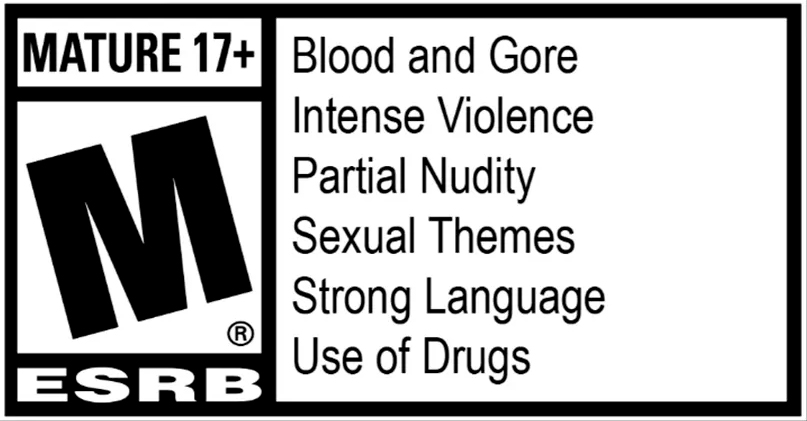 MATURE 17+
M
®
ESRB
Blood and Gore
Intense Violence
Partial Nudity
Sexual Themes
Strong Language
Use of Drugs